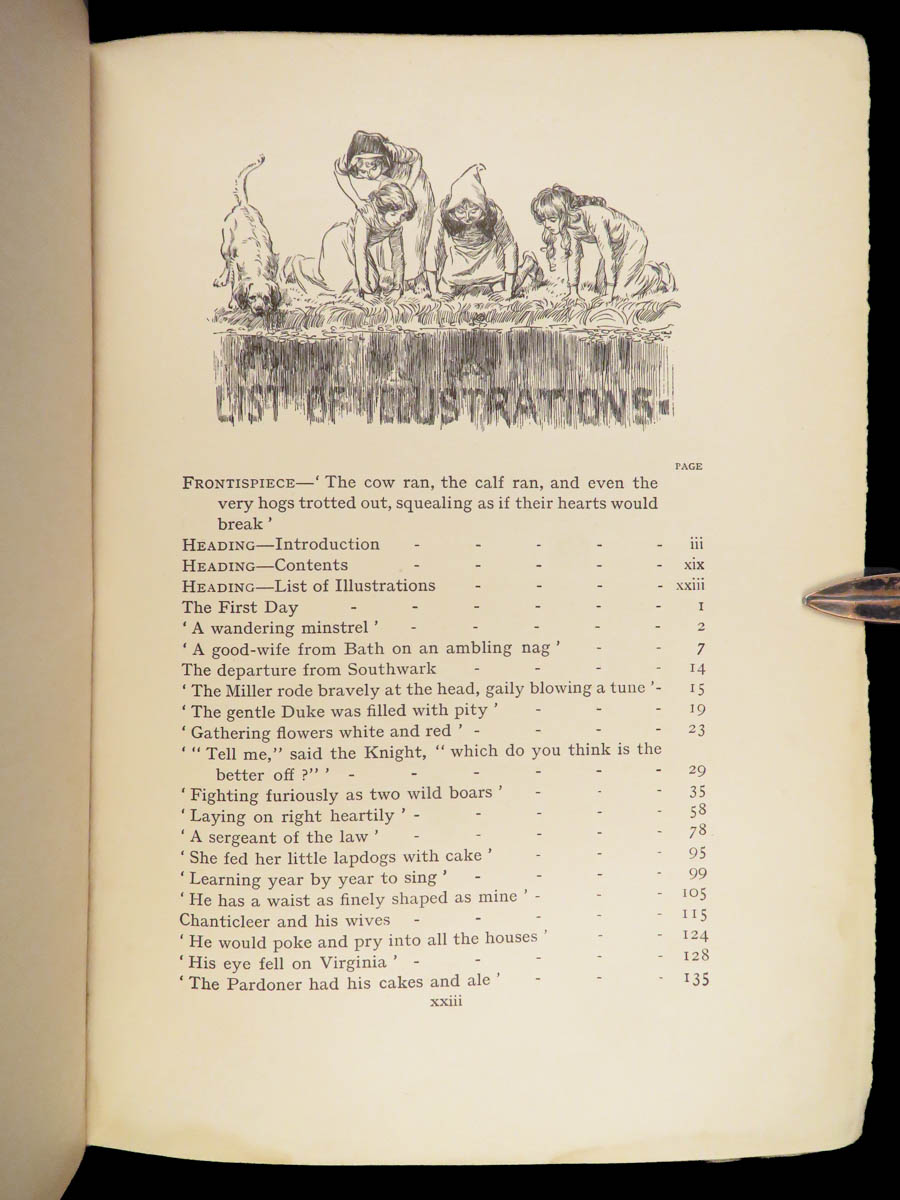 LIST OF ILLUSTRATIONS
PAGE
FRONTISPIECE—‘ The cow ran, the calf ran, and even the
very hogs trotted out, squealing as if their hearts would
break ’
HEADING—Introduction - - - - - iii
HEADING—Contents - - - - - xix
HEADING—List of Illustrations - - - - xxiii
The First Day - - - - - - 1
‘ A wandering minstrel ’ - - - - - 2
‘ A good-wife from Bath on an ambling nag ’ - - 7
The departure from Southwark - - - - 14
‘ The Miller rode bravely at the head, gaily blowing a tune ’- 15
‘ The gentle Duke was filled with pity ’ - - - 19
‘ Gathering flowers white and red ’ - - - - 23
‘ “ Tell me,” said the Knight, “ which do you think is the
better off ?” ’ - - - - - - 29
‘ Fighting furiously as two wild boars ’ - - - 35
‘ Laying on right heartily ’ - - - - - 58
‘ A sergeant of the law ’ - - - - - 78
‘ She fed her little lapdogs with cake ’ - - - 95
‘ Learning year by year to sing ’ - - - - 99
‘ He has a waist as finely shaped as mine ’ - - - 105
Chanticleer and his wives - - - - - 115
‘ He would poke and pry into all the houses ’ - - 124
‘ His eye fell on Virginia ’ - - - - - 128
‘ The Pardoner had his cakes and ale ’ - - - 135
xxiii